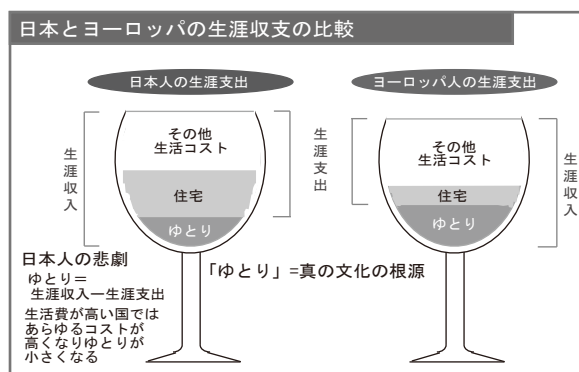 日本とヨーロッパの生涯収支の比較
日本人の生涯支出
ヨーロッパ人の生涯支出
生涯収入
その他
生活コスト
住宅
ゆとり
生涯支出
その他
生活コスト
住宅
ゆとり
生涯収入
日本人の悲劇
ゆとり＝
生涯収入ー生涯支出
生活費が高い国では
あらゆるコストが
高くなりゆとりが
小さくなる
「ゆとり」=真の文化の根源